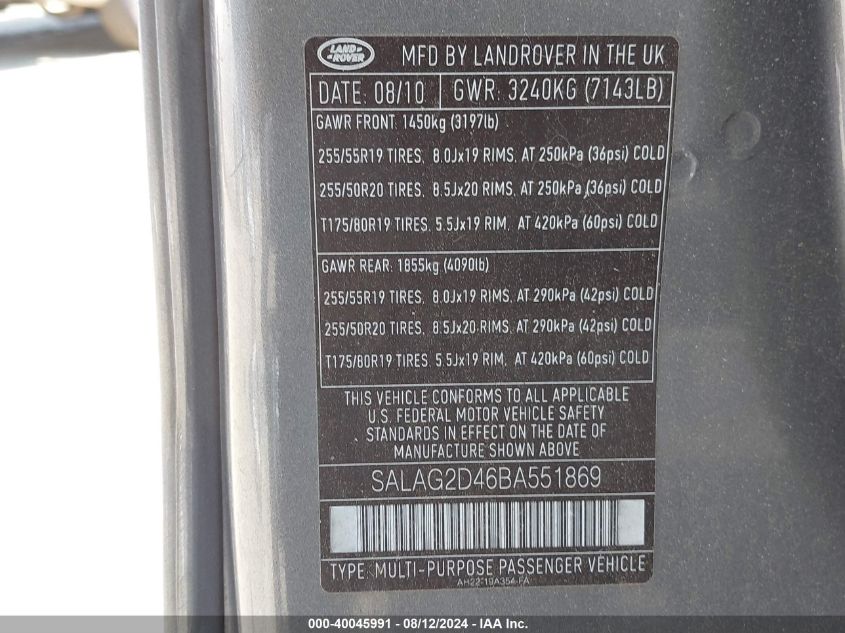 LAND ROVER
MFD BY LANDROVER IN THE UK
DATE: 08/10 GWR: 3240KG (7143LB)
GAWR FRONT: 1450kg (3197lb)
255/55R19 TIRES, 8.0Jx19 RIMS, AT 250kPa (36psi) COLD
255/50R20 TIRES, 8.5Jx20 RIMS, AT 250kPa (36psi) COLD
T175/80R19 TIRES, 5.5Jx19 RIM, AT 420kPa (60psi) COLD
GAWR REAR: 1855kg (4090lb)
255/55R19 TIRES, 8.0Jx19 RIMS, AT 290kPa (42psi) COLD
255/50R20 TIRES, 8.5Jx20 RIMS, AT 290kPa (42psi) COLD
T175/80R19 TIRES, 5.5Jx19 RIM, AT 420kPa (60psi) COLD
THIS VEHICLE CONFORMS TO ALL APPLICABLE
U.S. FEDERAL MOTOR VEHICLE SAFETY
STANDARDS IN EFFECT ON THE DATE OF
MANUFACTURE SHOWN ABOVE
SALAG2D46BA551869
TYPE: MULTI-PURPOSE PASSENGER VEHICLE
AH22-19A354-FA
000-40045991 - 08/12/2024 - IAA Inc.